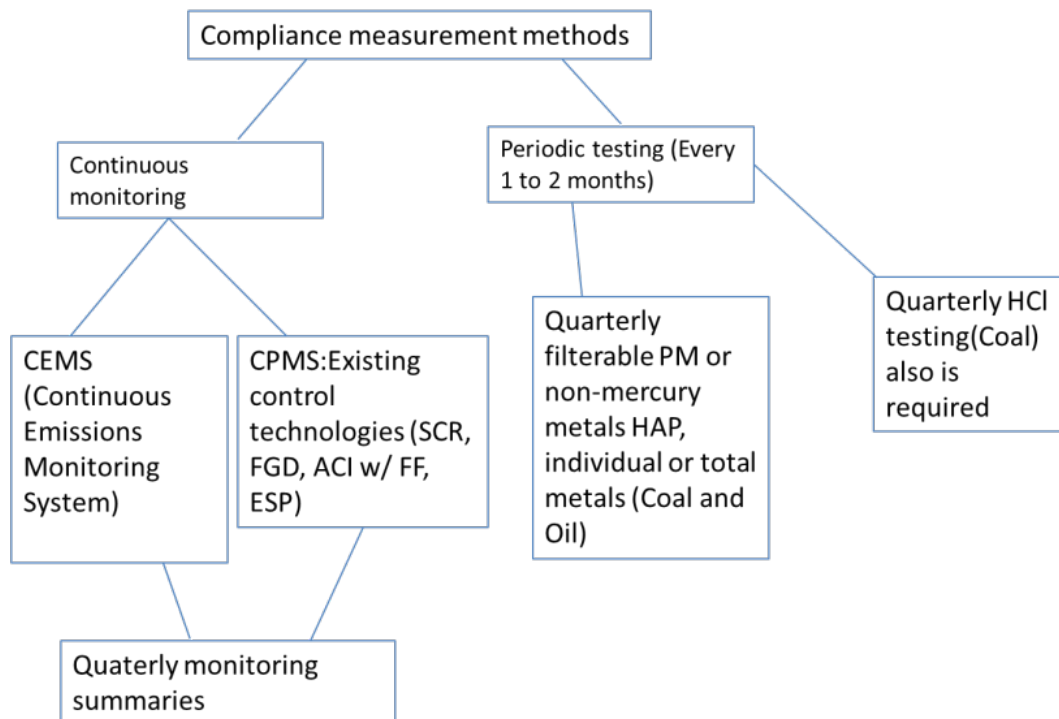 Compliance measurement methods
Continuous
monitoring
Periodic testing (Every
1 to 2 months)
CEMS
(Continuous
Emissions
Monitoring
System)
CPMS:Existing
control
technologies (SCR,
FGD, ACI w/ FF,
ESP)
Quarterly
filterable PM or
non-mercury
metals HAP,
individual or total
metals (Coal and
Oil)
Quarterly HCl
testing(Coal)
also is
required
Quaterly monitoring
summaries